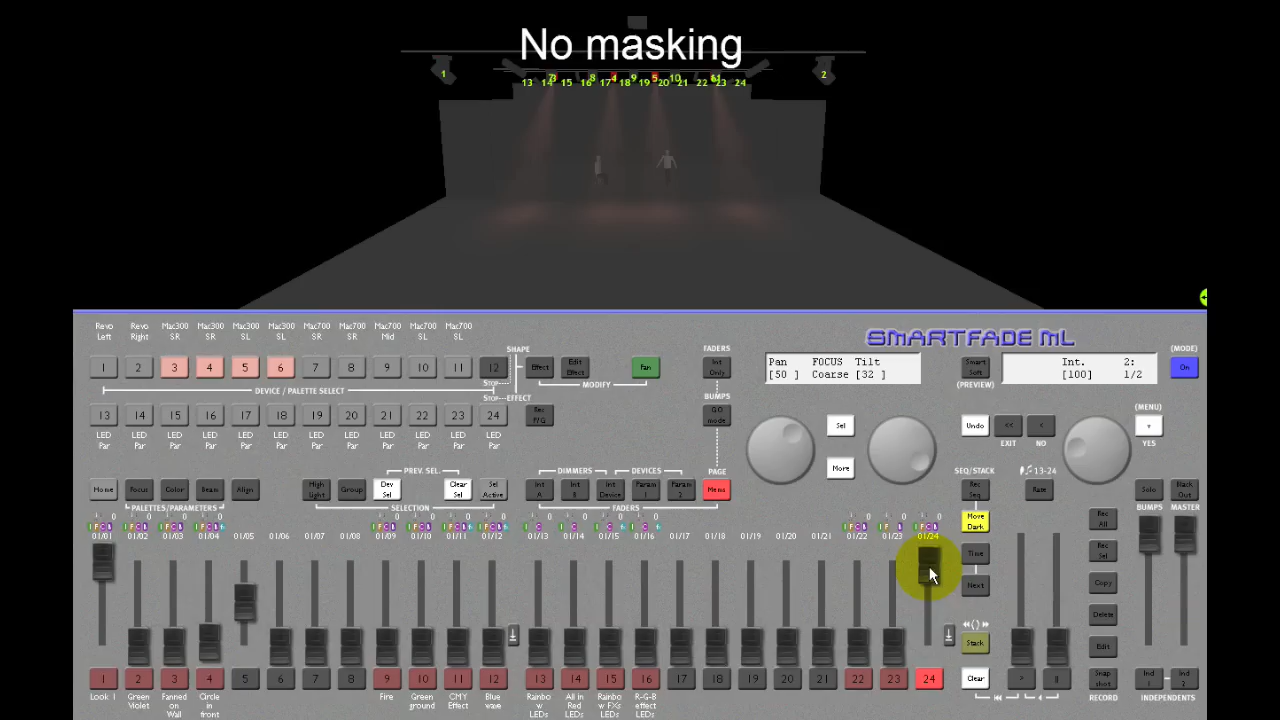 No masking
1 2
13 14 15 16 8 17 18 9 19 20 10 21 22 23 24
SMARTFADE ML
Revo Left
Revo Right
Mac300 SR
Mac300 SR
Mac300 SL
Mac300 SL
Mac700 SR
Mac700 SR
Mac700 Mid
Mac700 SL
Mac700 SL
SHAPE
FADERS
(MODE)
1 2 3 4 5 6 7 8 9 10 11 12
Effect
Edit Effect
Fan
Int Only
Pan FOCUS Tilt
[50 ] Coarse [32 ]
Smart Soft
(PREVIEW)
Int. 2:
[100] 1/2
On
STOP
MODIFY
DEVICE / PALETTE SELECT
STOP---EFFECT
BUMPS
13 14 15 16 17 18 19 20 21 22 23 24
Rec P/G
Q.O mode
Sel
Undo
<<
<
(MENU)
EXIT
NO
YES
LED Par
LED Par
LED Par
LED Par
LED Par
LED Par
LED Par
LED Par
LED Par
LED Par
LED Par
LED Par
More
PREV. SEL.
DIMMERS
DEVICES
PAGE
SEQ/STACK
13-24
Home
Focus
Color
Beam
Align
High Light
Group
Dev Sel
Clear Sel
Sel Active
Int A
Int B
Int Device
Param 1
Param 2
Menu
Rec Seq
Rate
Solo
Black Out
PALETTES/PARAMETERS
SELECTION
FADERS
BUMPS
MASTER
01/01 01/02 01/03 01/04 01/05 01/06 01/07 01/08 01/09 01/10 01/11 01/12 01/13 01/14 01/15 01/16 01/17 01/18 01/19 01/20 01/21 01/22 01/23 01/24
Move Dark
Rec All
Time
Rec Sel
Next
Copy
Delete
Stack
Edit
1 2 3 4 5 6 7 8 9 10 11 12 13 14 15 16 17 18 19 20 21 22 23 24
Clear
>
||
Snap shot
Ind 1
Ind 2
Look 1
Green Violet
Fanned on Wall
Circle in front
Fire
Green ground
CMY Effect
Blue wave
Rainbo w LEDs
All in Red LEDs
Rainbo w FXs LEDs
R-G-B effect LEDs
RECORD
INDEPENDENTS